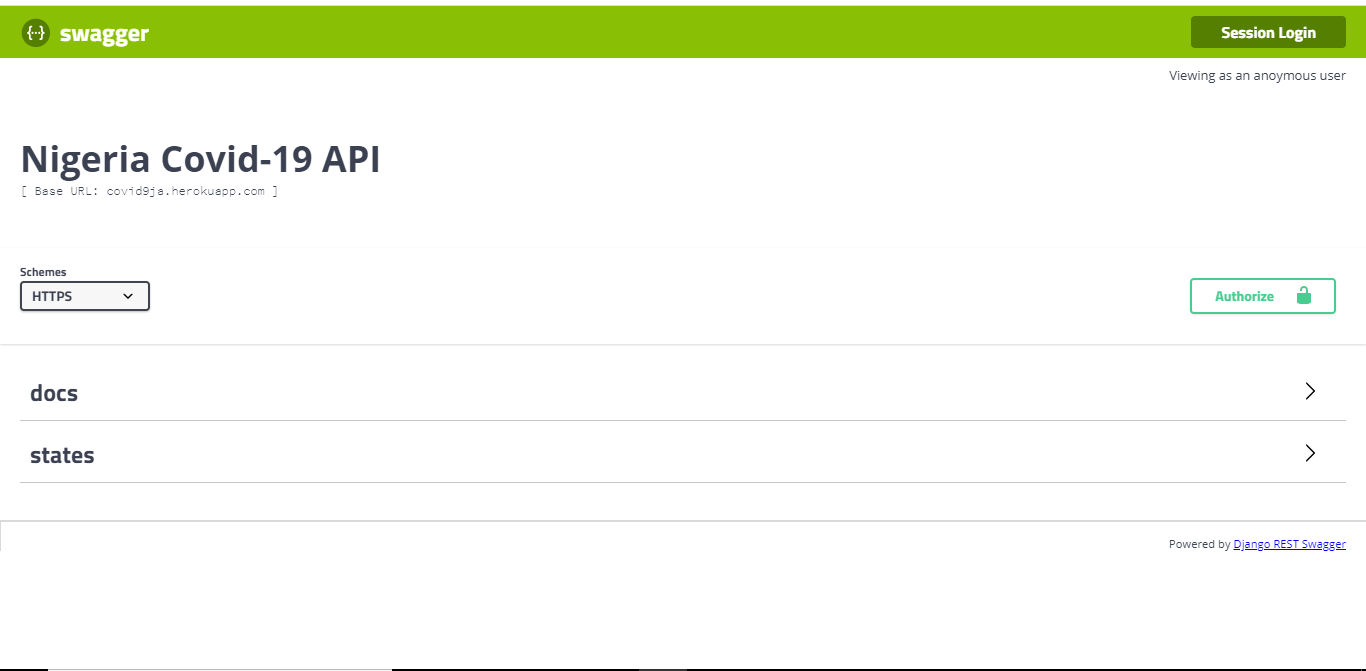 {··} swagger
Session Login
Viewing as an anoymous user
Nigeria Covid-19 API
[ Base URL: covid9ja.herokuapp.com ]
Schemes
HTTPS
Authorize
docs
states
Powered by Django REST Swagger